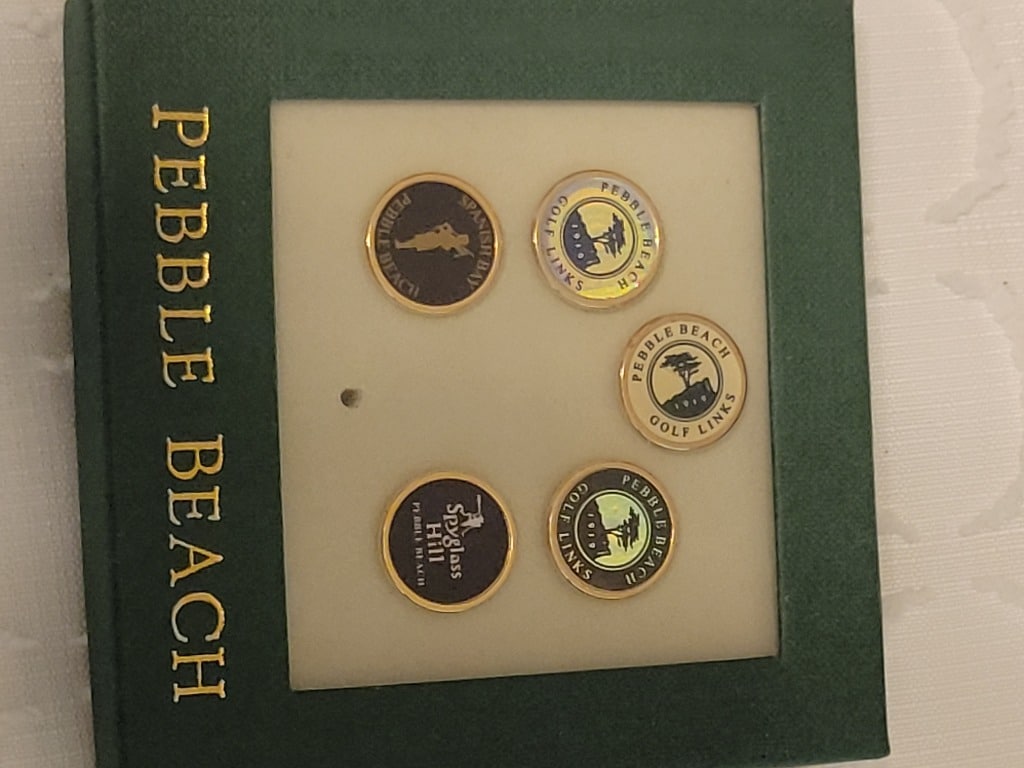 PEBBLE BEACH
SPANISH BAY
PEBBLE BEACH
PEBBLE BEACH
1919
GOLF LINKS
PEBBLE BEACH
1919
GOLF LINKS
Spyglass
Hill
PEBBLE BEACH
PEBBLE BEACH
1919
GOLF LINKS